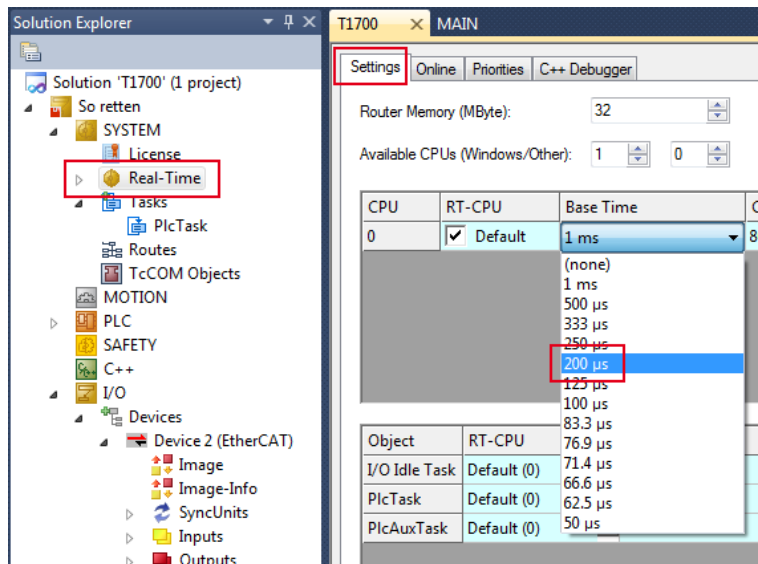 Solution Explorer
Solution 'T1700' (1 project)
So retten
SYSTEM
License
Real-Time
Tasks
PlcTask
Routes
TcCOM Objects
MOTION
PLC
SAFETY
C++
I/O
Devices
Device 2 (EtherCAT)
Image
Image-Info
SyncUnits
Inputs
Outputs
T1700 MAIN
Settings Online Priorities C++ Debugger
Router Memory (MByte): 32
Available CPUs (Windows/Other): 1 0
CPU RT-CPU Base Time
0 Default 1 ms 8
(none)
1 ms
500 µs
333 µs
250 µs
200 µs
125 µs
100 µs
83.3 µs
76.9 µs
71.4 µs
66.6 µs
62.5 µs
50 µs
Object RT-CPU
I/O Idle Task Default (0)
PlcTask Default (0)
PlcAuxTask Default (0)